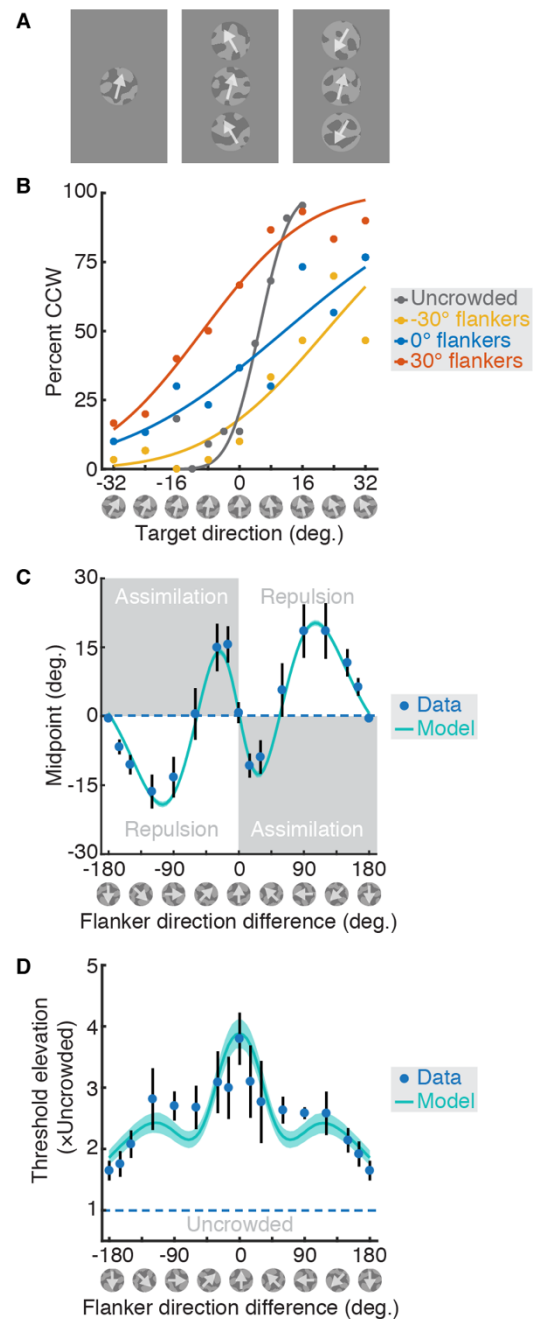 A
B
100
75
50
25
0
Percent CCW
-32
-16
0
16
32
Target direction (deg.)
Uncrowded
-30° flankers
0° flankers
30° flankers
C
30
15
0
-15
-30
Midpoint (deg.)
Assimilation
Repulsion
Repulsion
Assimilation
-180
-90
0
90
180
Flanker direction difference (deg.)
Data
Model
D
5
4
3
2
1
Threshold elevation
(×Uncrowded)
Uncrowded
-180
-90
0
90
180
Flanker direction difference (deg.)
Data
Model